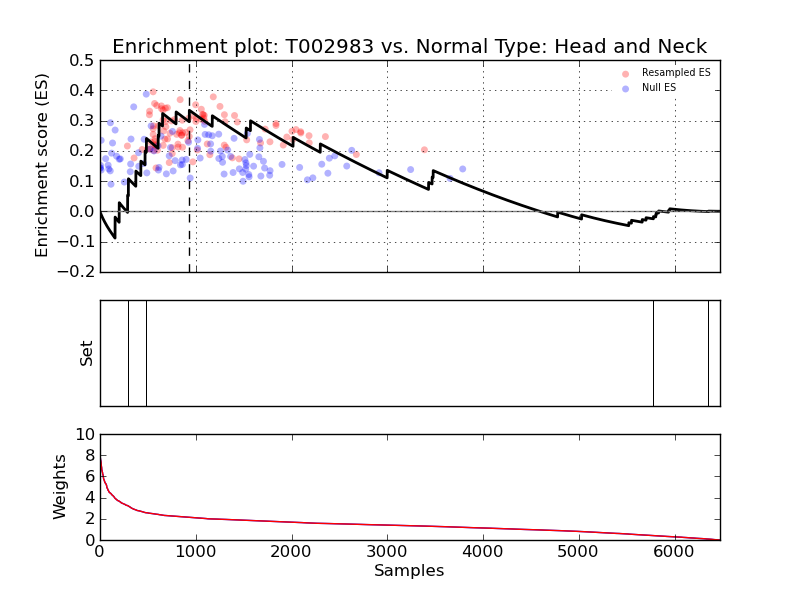 Enrichment plot: T002983 vs. Normal Type: Head and Neck
Enrichment score (ES)
0.5
0.4
0.3
0.2
0.1
0.0
−0.1
−0.2
Resampled ES
Null ES
Set
Weights
10
8
6
4
2
0
0 1000 2000 3000 4000 5000 6000
Samples